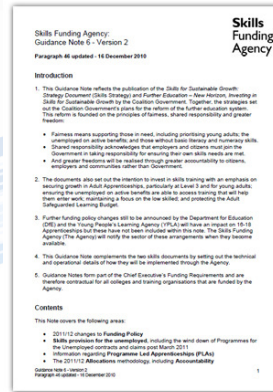 Skills Funding Agency:
Guidance Note 6 - Version 2
Paragraph 46 updated - 16 December 2010
Skills
Funding
Agency
Introduction
1. This Guidance Note reflects the publication of the Skills for Sustainable Growth:
Strategy Document (Skills Strategy) and Further Education – New Horizon, Investing in
Skills for Sustainable Growth by the Coalition Government. Together, the strategies set
out the Coalition Government's plans for the reform of the further education system.
This reform is founded on the principles of fairness, shared responsibility and greater
freedom:
• Fairness means supporting those in need, including prioritising young adults; the
unemployed on active benefits; and those without basic literacy and numeracy skills.
• Shared responsibility acknowledges that employers and citizens must join the
Government in taking responsibility for ensuring their own skills needs are met.
• And greater freedoms will be realised through greater accountability to citizens,
employers and communities rather than Government.
2. The documents also set out the intention to invest in skills training with an emphasis on
securing growth in Adult Apprenticeships, particularly at Level 3 and for young adults;
ensuring the unemployed on active benefits are able to access training that will help
them enter work; maintaining a focus on the low skilled; and protecting the Adult
Safeguarded Learning Budget.
3. Further funding policy changes still to be announced by the Department for Education
(DfE) and the Young People's Learning Agency (YPLA) will have an impact on 16-18
Apprenticeships but these have not been included within this note. The Skills Funding
Agency (The Agency) will notify the sector of these arrangements when they become
available.
4. This Guidance Note complements the two skills documents by setting out the technical
and operational details of how they will be implemented through the Agency.
5. Guidance Notes form part of the Chief Executive's Funding Requirements and are
therefore contractual for all colleges and training organisations that are funded by the
Agency.
Contents
This Note covers the following areas:
• 2011/12 changes to Funding Policy
• Skills provision for the unemployed, including the wind down of Programmes for
the Unemployed contracts and claims post March 2011
• Information regarding Programme Led Apprenticeships (PLAs)
• The 2011/12 Allocations methodology, including Accountability
Guidance Note 6 - Version 2
Paragraph 46 updated - 16 December 2010
1